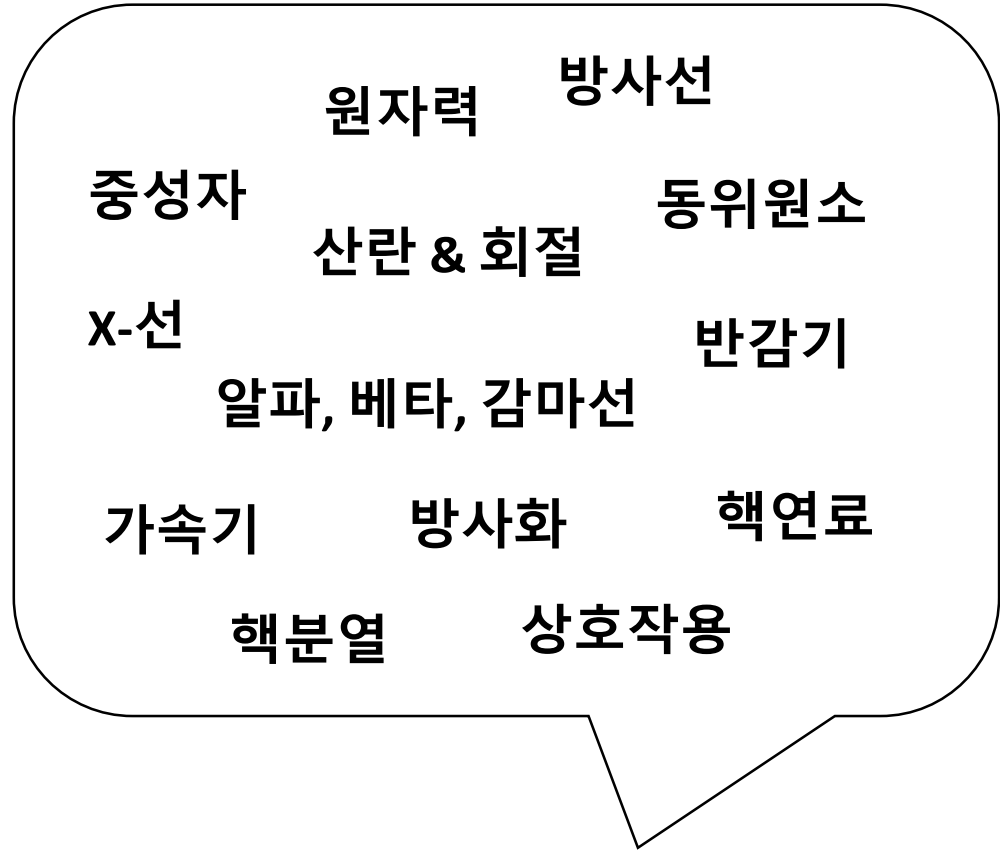 방사선
원자력
중성자
동위원소
산란 & 회절
X-선
반감기
알파, 베타, 감마선
가속기
방사화
핵연료
핵분열
상호작용